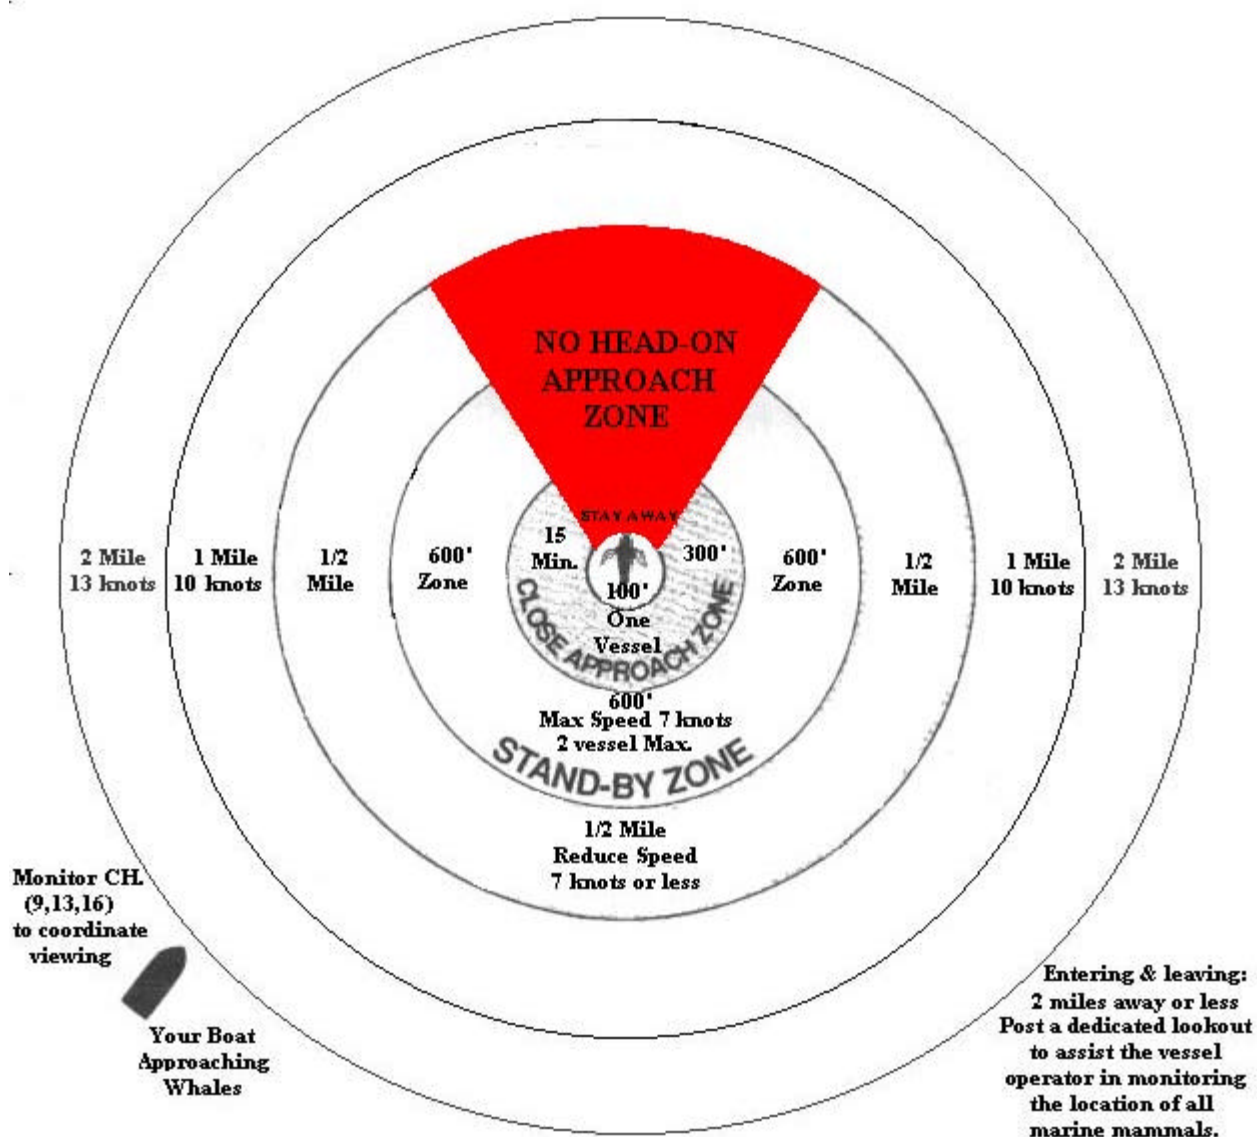 NO HEAD-ON
APPROACH
ZONE
STAY AWAY
2 Mile
13 knots
1 Mile
10 knots
1/2
Mile
600'
Zone
15
Min.
300'
600'
Zone
1/2
Mile
1 Mile
10 knots
2 Mile
13 knots
100'
One
Vessel
CLOSE APPROACH ZONE
600'
Max Speed 7 knots
2 vessel Max.
STAND-BY ZONE
1/2 Mile
Reduce Speed
7 knots or less
Monitor CH.
(9,13,16)
to coordinate
viewing
Your Boat
Approaching
Whales
Entering & leaving:
2 miles away or less
Post a dedicated lookout
to assist the vessel
operator in monitoring
the location of all
marine mammals.